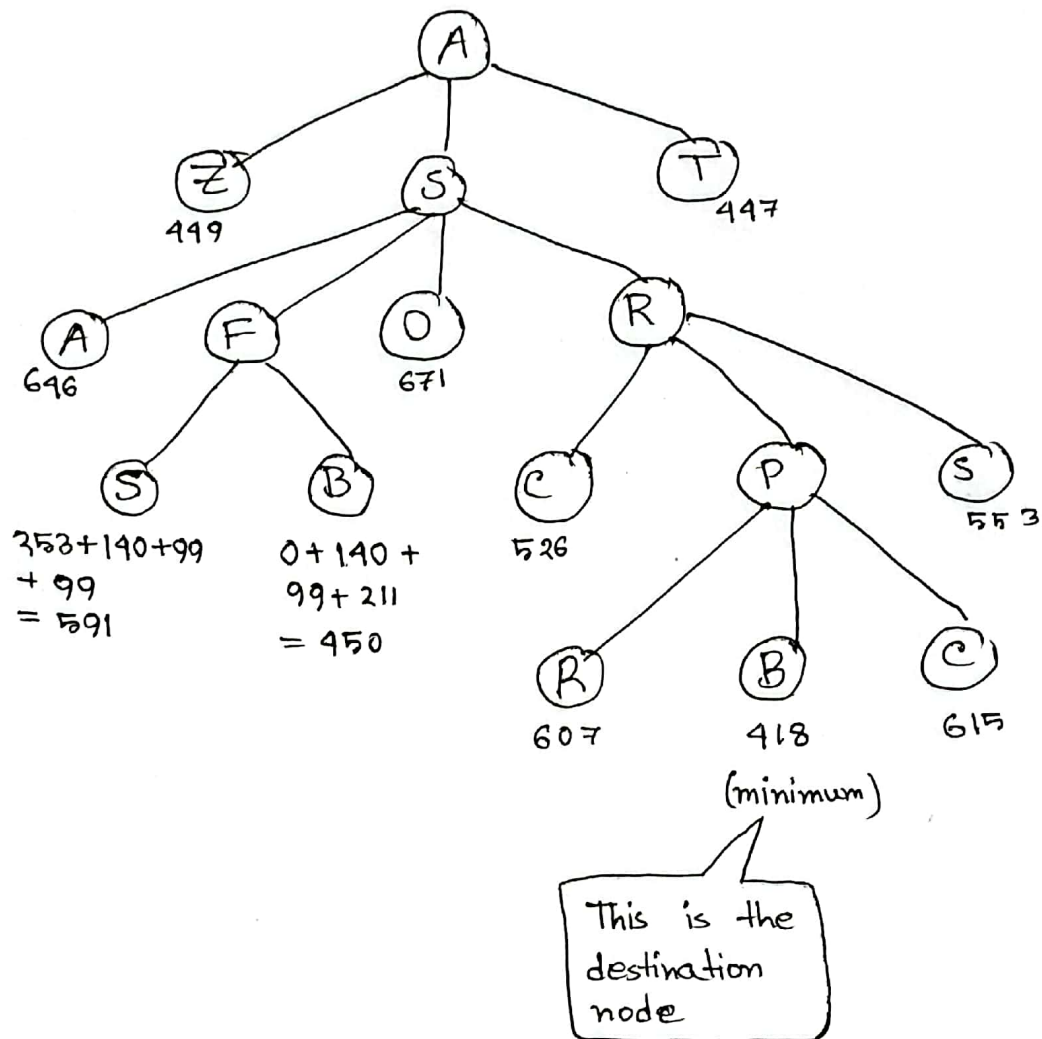 A
Z
S
T
449
447
A
F
O
R
646
671
S
B
C
P
S
253+140+99
+ 99
= 591
0+140+
99+211
= 450
526
553
R
B
C
607
418
615
(minimum)
This is the
destination
node